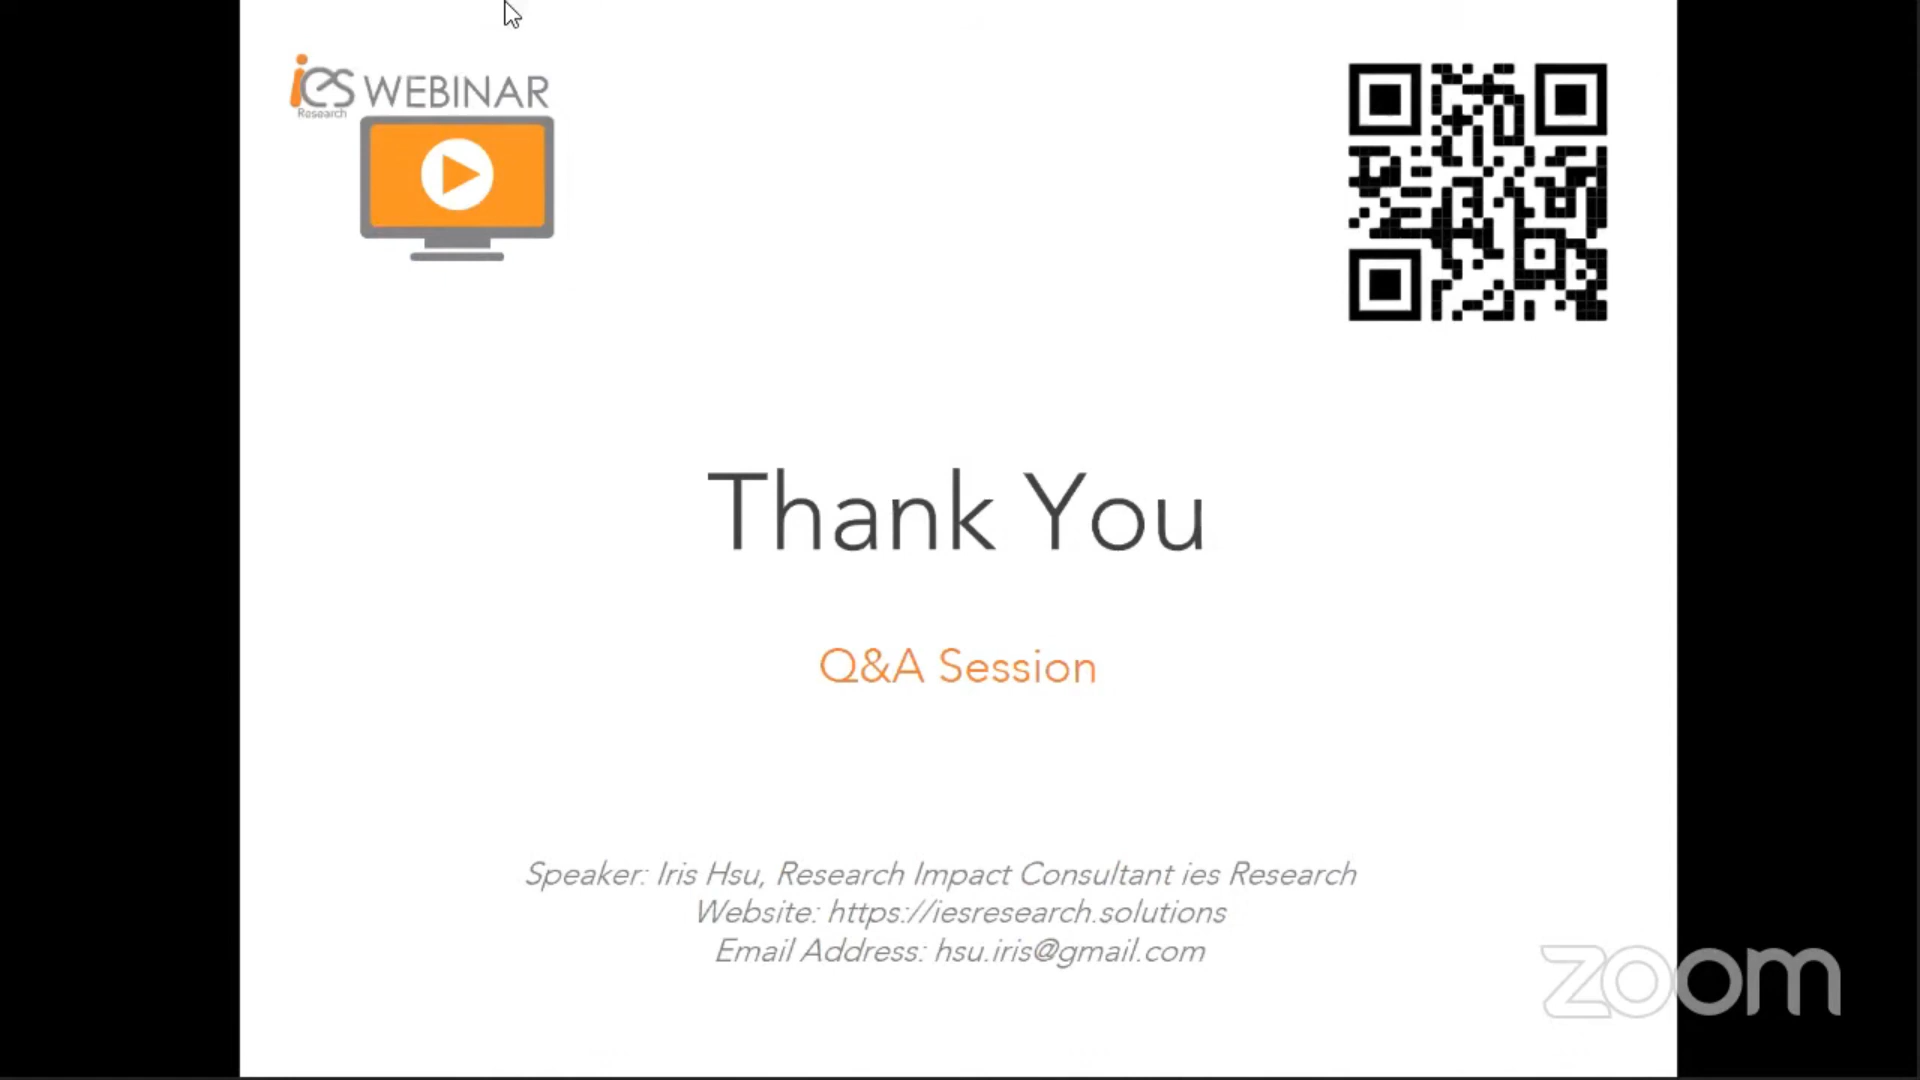 ies WEBINAR
Research
Thank You
Q&A Session
Speaker: Iris Hsu, Research Impact Consultant ies Research
Website: https://iesresearch.solutions
Email Address: hsu.iris@gmail.com
zoom